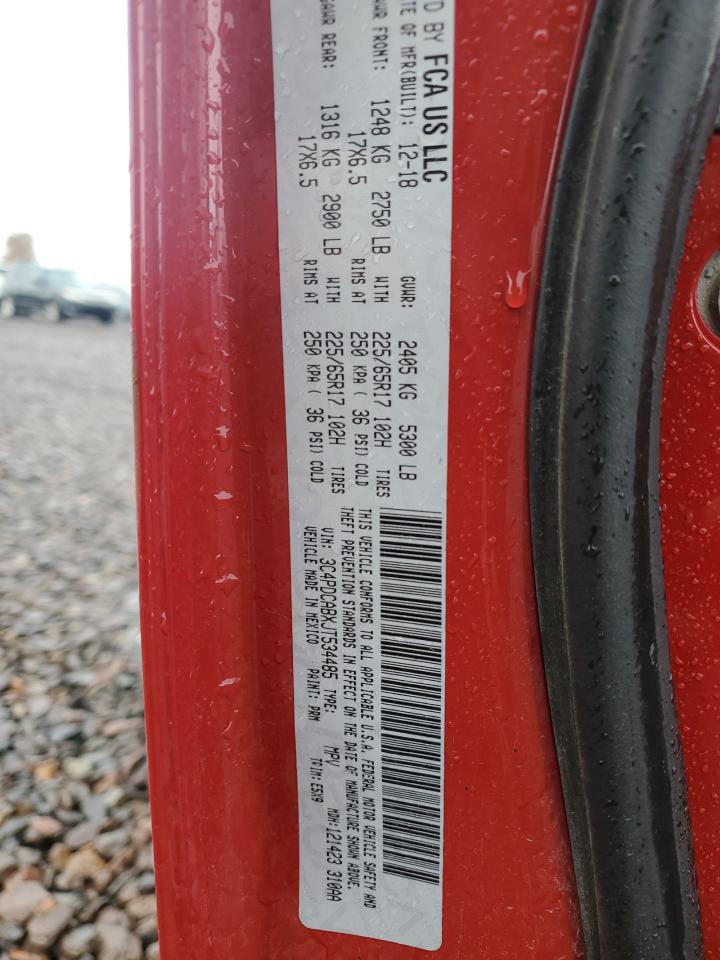 D BY FCA US LLC
TE OF MFR(BUILT): 12-18 GVWR: 2405 KG 5300 LB
AWR FRONT: 1248 KG 2750 LB WITH 225/65R17 102H TIRES
17X6.5 RIMS AT 250 KPA ( 36 PSI) COLD
GAWR REAR: 1316 KG 2900 LB WITH 225/65R17 102H TIRES
17X6.5 RIMS AT 250 KPA ( 36 PSI) COLD
THIS VEHICLE CONFORMS TO ALL APPLICABLE U.S.A. FEDERAL MOTOR VEHICLE SAFETY AND
THEFT PREVENTION STANDARDS IN EFFECT ON THE DATE OF MANUFACTURE SHOWN ABOVE.
VIN: 3C4PDCABXJT534485 TYPE: MPV MDH:121423 310AA
VEHICLE MADE IN MEXICO PAINT: PRM TRIM:E5X9